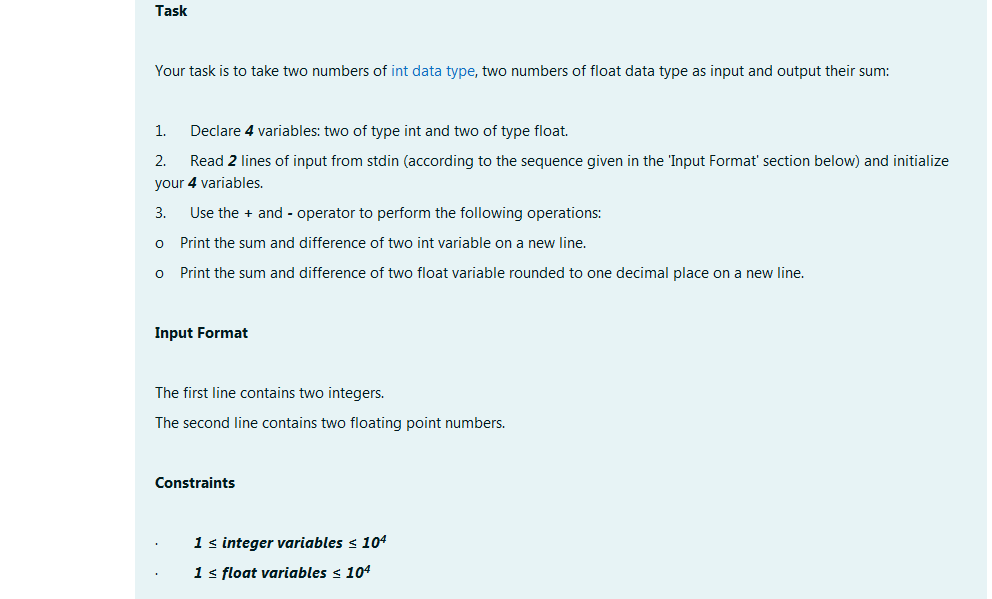 Task
Your task is to take two numbers of int data type, two numbers of float data type as input and output their sum:
1. Declare 4 variables: two of type int and two of type float.
2. Read 2 lines of input from stdin (according to the sequence given in the 'Input Format' section below) and initialize
your 4 variables.
3. Use the + and - operator to perform the following operations:
o Print the sum and difference of two int variable on a new line.
o Print the sum and difference of two float variable rounded to one decimal place on a new line.
Input Format
The first line contains two integers.
The second line contains two floating point numbers.
Constraints
· 1 ≤ integer variables ≤ 10⁴
· 1 ≤ float variables ≤ 10⁴